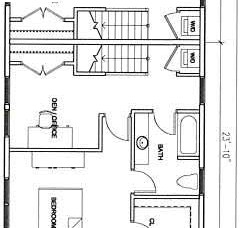 W/D
W/D
DEN / OFFICE
BATH
23'-10"
BEDROOM
CL.